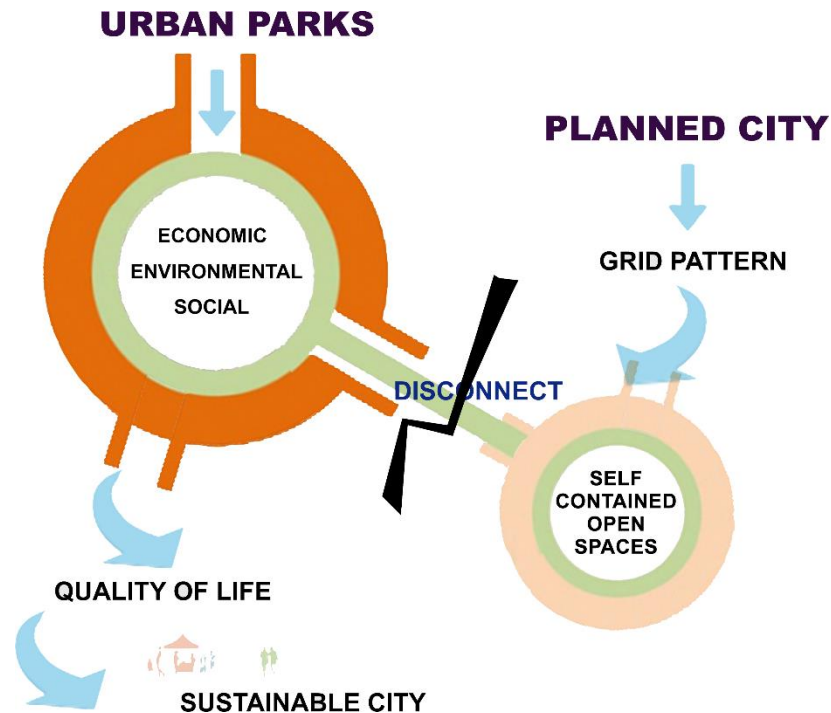 URBAN PARKS
ECONOMIC
ENVIRONMENTAL
SOCIAL
PLANNED CITY
GRID PATTERN
DISCONNECT
SELF
CONTAINED
OPEN
SPACES
QUALITY OF LIFE
SUSTAINABLE CITY